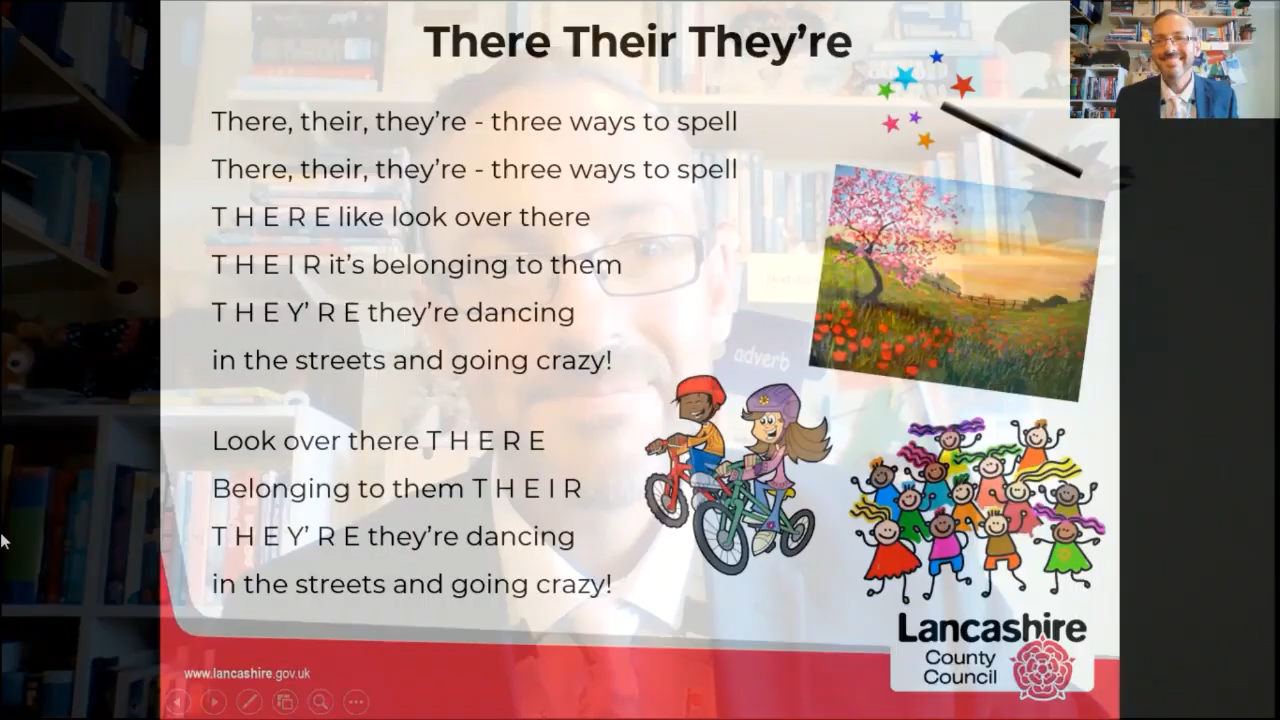 There Their They're
There, their, they're - three ways to spell
There, their, they're - three ways to spell
T H E R E like look over there
T H E I R it's belonging to them
T H E Y' R E they're dancing
in the streets and going crazy!
Look over there T H E R E
Belonging to them T H E I R
T H E Y' R E they're dancing
in the streets and going crazy!
adverb
Lancashire
County
Council
www.lancashire.gov.uk